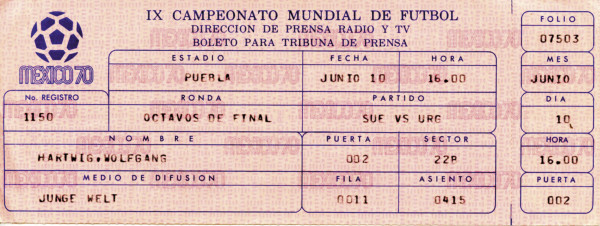 IX CAMPEONATO MUNDIAL DE FUTBOL
DIRECCION DE PRENSA RADIO Y TV
BOLETO PARA TRIBUNA DE PRENSA
FOLIO
07503
MEXICO 70
ESTADIO FECHA HORA MES
PUEBLA JUNIO 10 16.00 JUNIO
No. REGISTRO RONDA PARTIDO DIA
1150 OCTAVOS DE FINAL SUE VS URG 10
NOMBRE PUERTA SECTOR HORA
HARTWIG,WOLFGANG 002 22B 16.00
MEDIO DE DIFUSION FILA ASIENTO PUERTA
JUNGE WELT 0011 0415 002